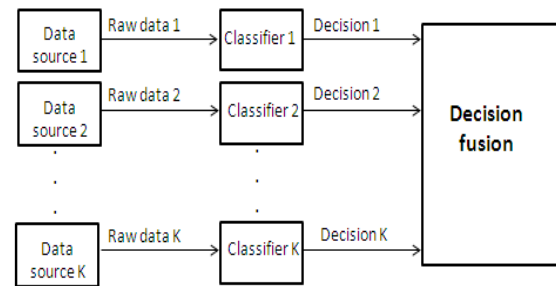 Data
source 1
Raw data 1
Classifier 1
Decision 1
Data
source 2
Raw data 2
Classifier 2
Decision 2
Decision
fusion
Data
source K
Raw data K
Classifier K
Decision K